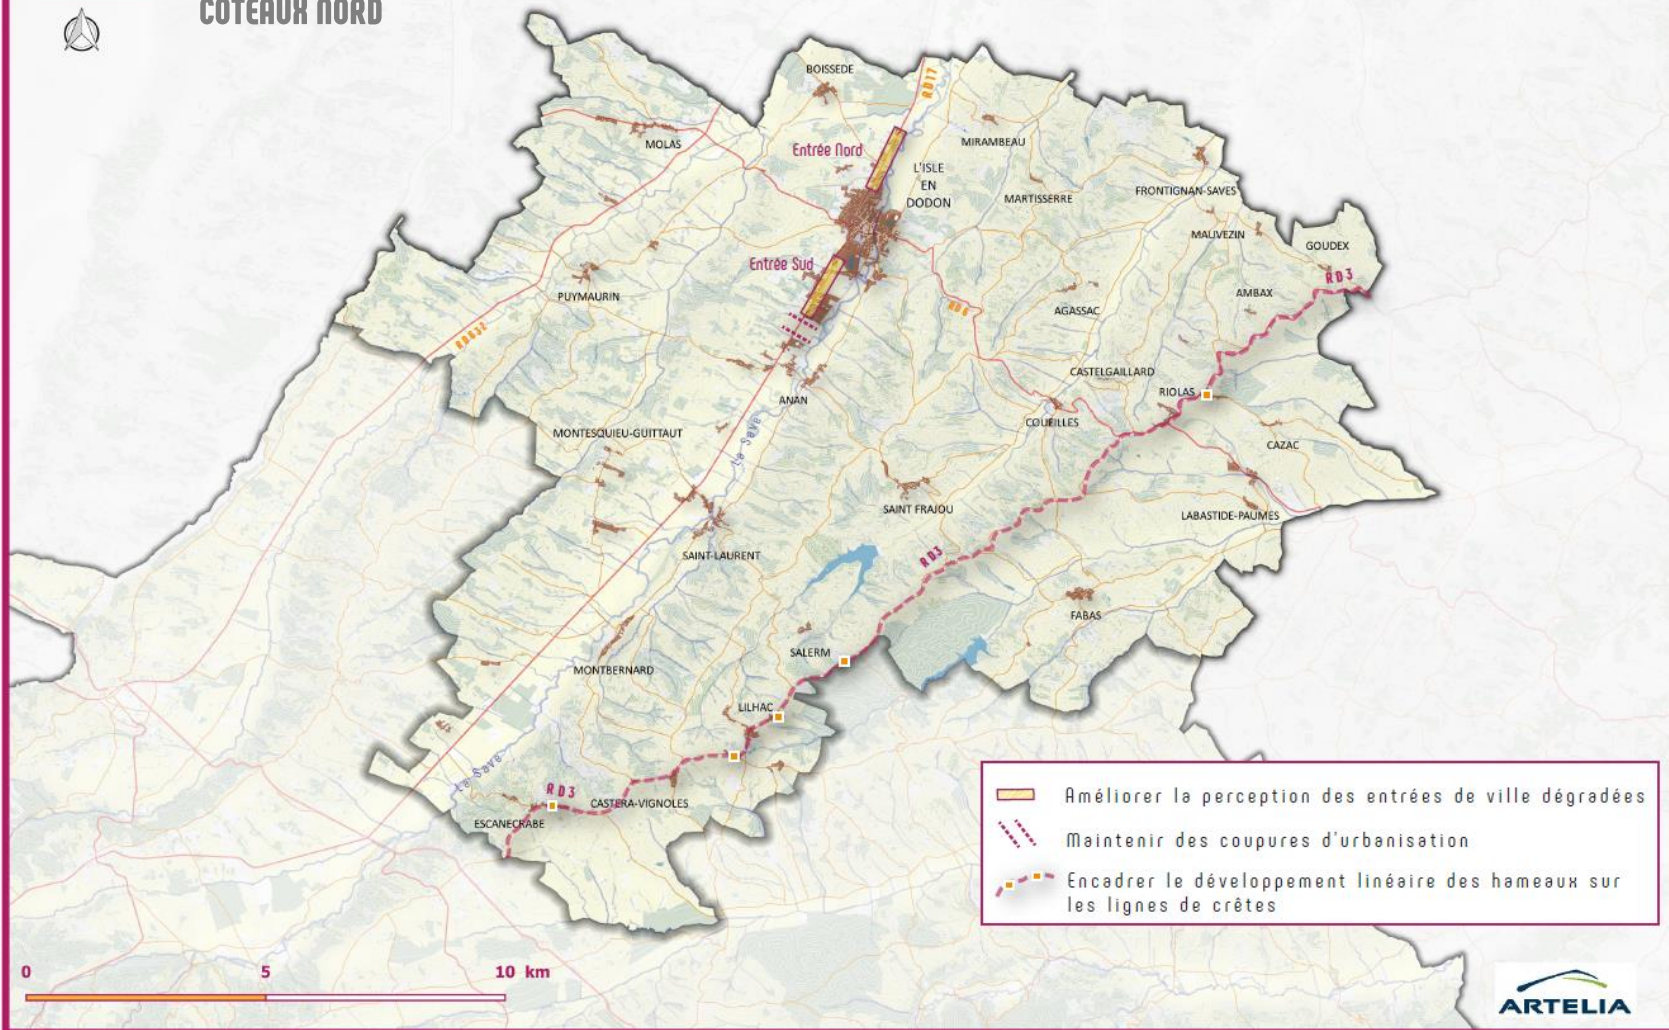 COTEAUX NORD
BOISSEDE
RD17
MOLAS
Entrée Nord
MIRAMBEAU
L'ISLE
EN
DODON
MARTISSERRE
FRONTIGNAN-SAVES
MAUVEZIN
GOUDEX
RD3
Entrée Sud
PUYMAURIN
AMBAX
RD6
AGASSAC
RD632
CASTELGAILLARD
RIOLAS
ANAN
COUEILLES
MONTESQUIEU-GUITTAUT
La Save
CAZAC
SAINT FRAJOU
LABASTIDE-PAUMES
SAINT-LAURENT
RD3
FABAS
SALERM
MONTBERNARD
LILHAC
La Save
RD3
CASTERA-VIGNOLES
ESCANECRABE
Améliorer la perception des entrées de ville dégradées
Maintenir des coupures d'urbanisation
Encadrer le développement linéaire des hameaux sur
les lignes de crêtes
0 5 10 km
ARTELIA